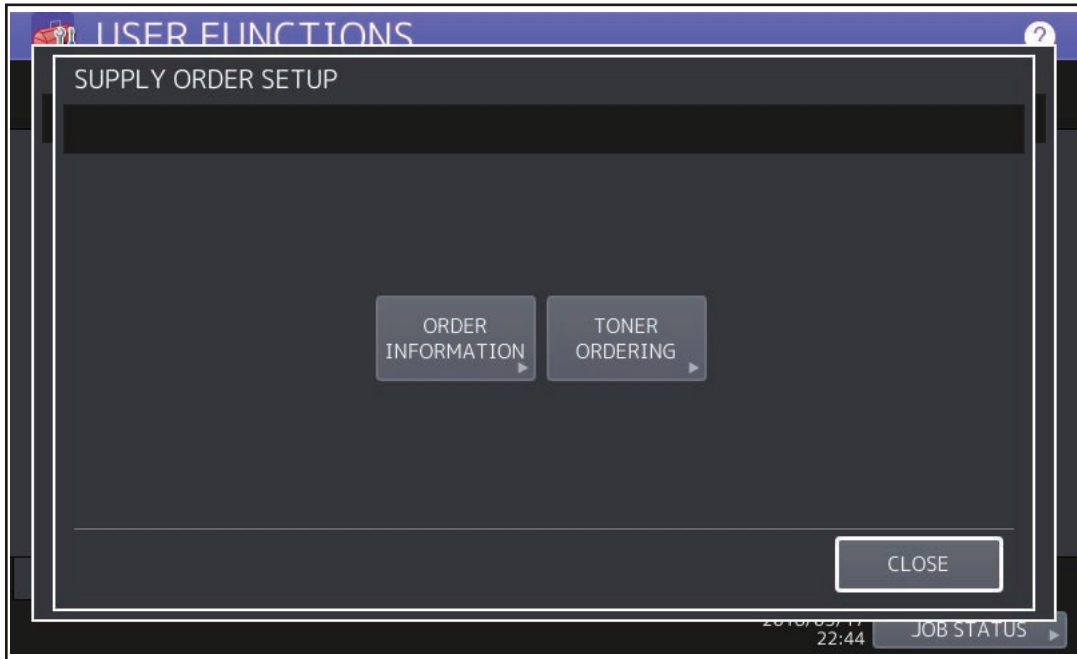 USER FUNCTIONS
?
SUPPLY ORDER SETUP
ORDER
INFORMATION
TONER
ORDERING
CLOSE
22:44
JOB STATUS